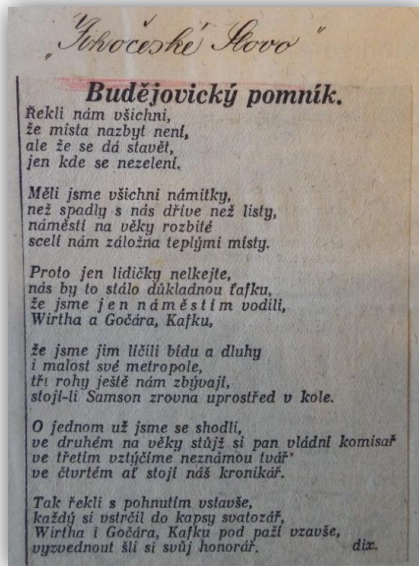 "Jihočeské Slovo"
Budějovický pomník.
Řekli nám všichni,
že místa nazbyt není,
ale že se dá stavět,
jen kde se nezelení.
Měli jsme všichni námitky,
než spadly s nás dříve než listy,
náměstí na věky rozbité
scelí nám záložna teplými místy.
Proto jen lidičky nelkejte,
nás by to stálo důkladnou fafku,
že jsme jen náměstím vodili,
Wirtha a Gočára, Kafku,
že jsme jim líčili bídu a dluhy
i malost své metropole,
tři rohy ještě nám zbývají,
stojí-li Samson zrovna uprostřed v kole.
O jednom už jsme se shodli,
ve druhém na věky stůjž si pan vládní komisař
ve třetím vztýčíme neznámou tvář
ve čtvrtém ať stojí náš kronikář.
Tak řekli s pohnutím vstavše,
každý si vstrčil do kapsy svatozář,
Wirtha i Gočára, Kafku pod paží vzavše,
vyzvednout šli si svůj honorář. dix.